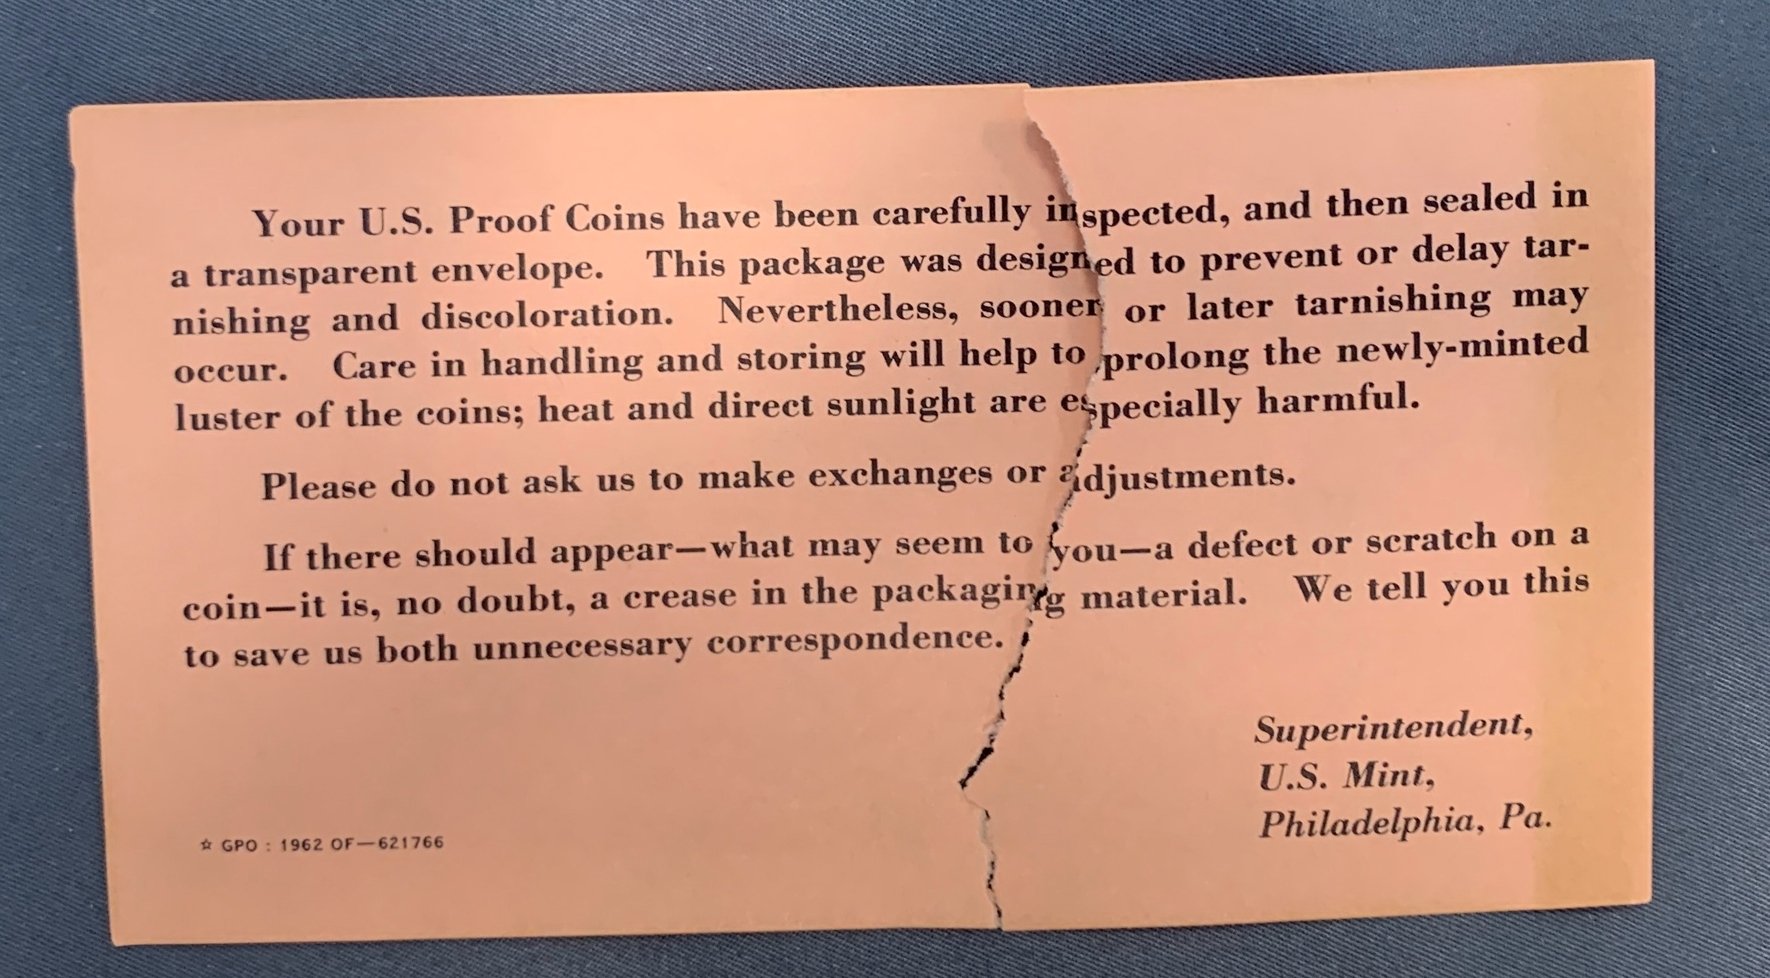 Your U.S. Proof Coins have been carefully inspected, and then sealed in
a transparent envelope. This package was designed to prevent or delay tar-
nishing and discoloration. Nevertheless, sooner or later tarnishing may
occur. Care in handling and storing will help to prolong the newly-minted
luster of the coins; heat and direct sunlight are especially harmful.
Please do not ask us to make exchanges or adjustments.
If there should appear—what may seem to you—a defect or scratch on a
coin—it is, no doubt, a crease in the packaging material. We tell you this
to save us both unnecessary correspondence.
Superintendent,
U.S. Mint,
Philadelphia, Pa.
☆ GPO : 1962 OF—621766